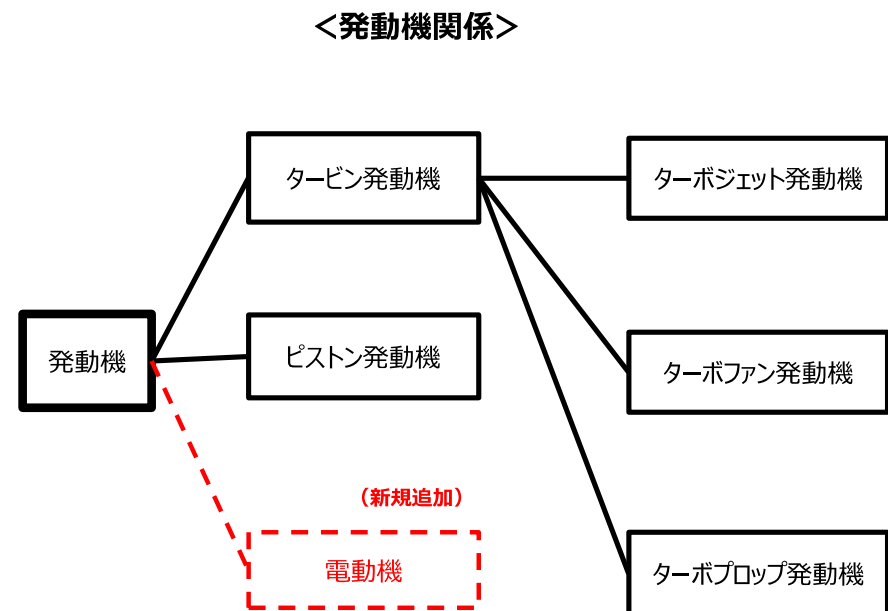 ＜発動機関係＞
タービン発動機
ターボジェット発動機
発動機
ピストン発動機
ターボファン発動機
（新規追加）
電動機
ターボプロップ発動機